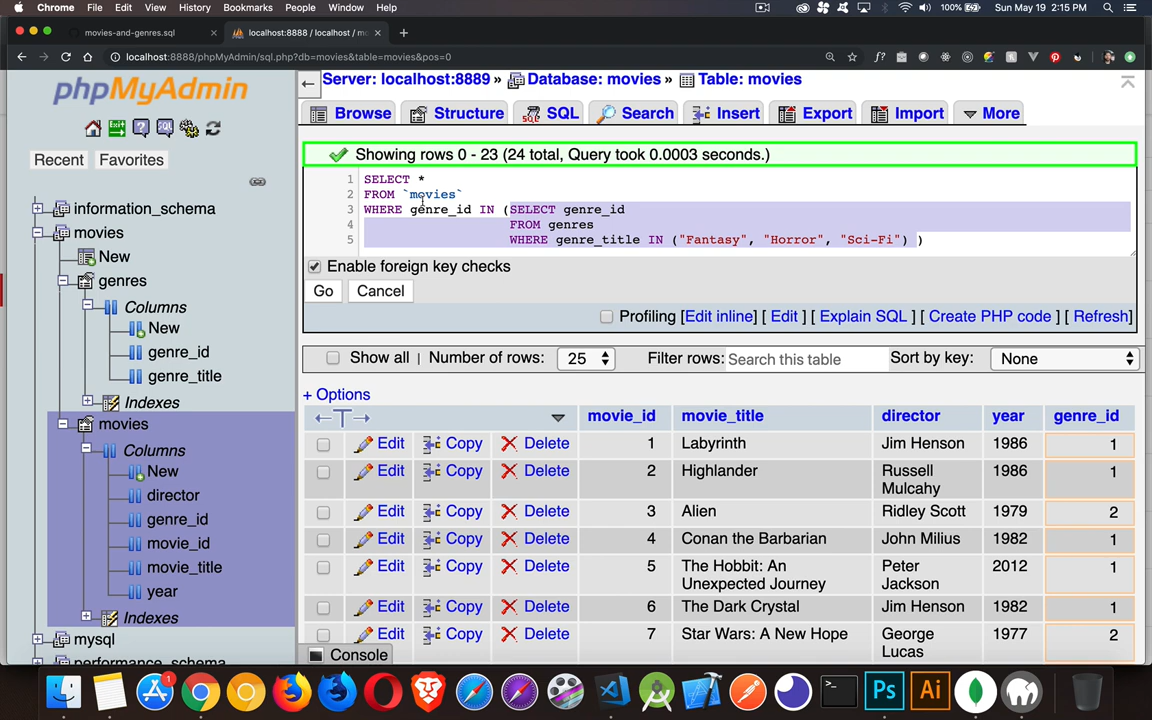 Chrome File Edit View History Bookmarks People Window Help 100% Sun May 19 2:15 PM
movies-and-genres.sql × localhost:8888 / localhost / mo × +
localhost:8888/phpMyAdmin/sql.php?db=movies&table=movies&pos=0
phpMyAdmin
Recent Favorites
information_schema
movies
New
genres
Columns
New
genre_id
genre_title
Indexes
movies
Columns
New
director
genre_id
movie_id
movie_title
year
Indexes
mysql
performance_schema
Server: localhost:8889 » Database: movies » Table: movies
Browse Structure SQL Search Insert Export Import More
Showing rows 0 - 23 (24 total, Query took 0.0003 seconds.)
1 SELECT *
2 FROM `movies`
3 WHERE genre_id IN (SELECT genre_id
4 FROM genres
5 WHERE genre_title IN ("Fantasy", "Horror", "Sci-Fi") )
Enable foreign key checks
Go Cancel
Profiling [Edit inline] [ Edit ] [ Explain SQL ] [ Create PHP code ] [ Refresh]
Show all | Number of rows: 25 Filter rows: Search this table Sort by key: None
+ Options
←T→ movie_id movie_title director year genre_id
Edit Copy Delete 1 Labyrinth Jim Henson 1986 1
Edit Copy Delete 2 Highlander Russell Mulcahy 1986 1
Edit Copy Delete 3 Alien Ridley Scott 1979 2
Edit Copy Delete 4 Conan the Barbarian John Milius 1982 1
Edit Copy Delete 5 The Hobbit: An Unexpected Journey Peter Jackson 2012 1
Edit Copy Delete 6 The Dark Crystal Jim Henson 1982 1
Edit Copy Delete 7 Star Wars: A New Hope George Lucas 1977 2
Console
1
Ps Ai